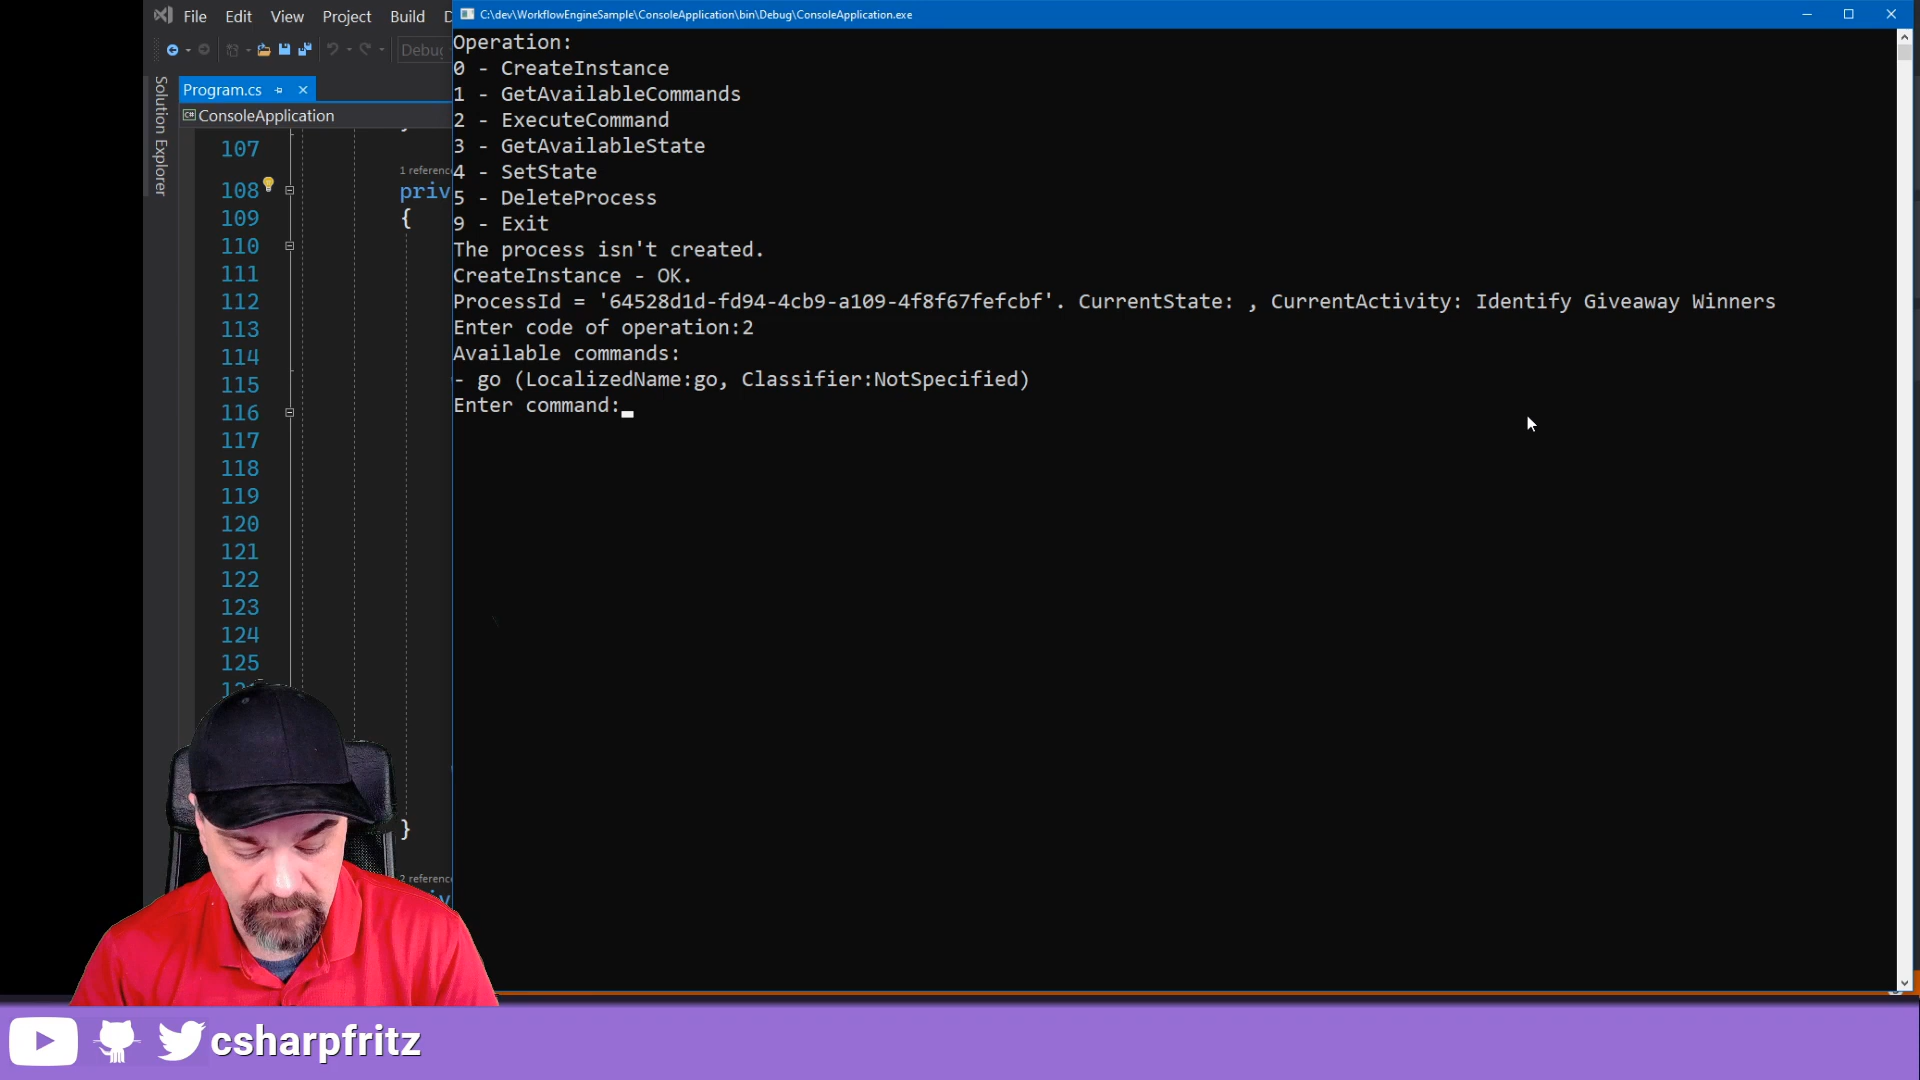 File Edit View Project Build D
C:\dev\WorkflowEngineSample\ConsoleApplication\bin\Debug\ConsoleApplication.exe
Debug
Solution Explorer
Program.cs
ConsoleApplication
Operation:
0 - CreateInstance
1 - GetAvailableCommands
2 - ExecuteCommand
3 - GetAvailableState
4 - SetState
5 - DeleteProcess
9 - Exit
The process isn't created.
CreateInstance - OK.
ProcessId = '64528d1d-fd94-4cb9-a109-4f8f67fefcbf'. CurrentState: , CurrentActivity: Identify Giveaway Winners
Enter code of operation:2
Available commands:
- go (LocalizedName:go, Classifier:NotSpecified)
Enter command:
107
1 reference
108 priv
109 {
110
111
112
113
114
115
116
117
118
119
120
121
122
123
124
125
}
2 reference
csharpfritz